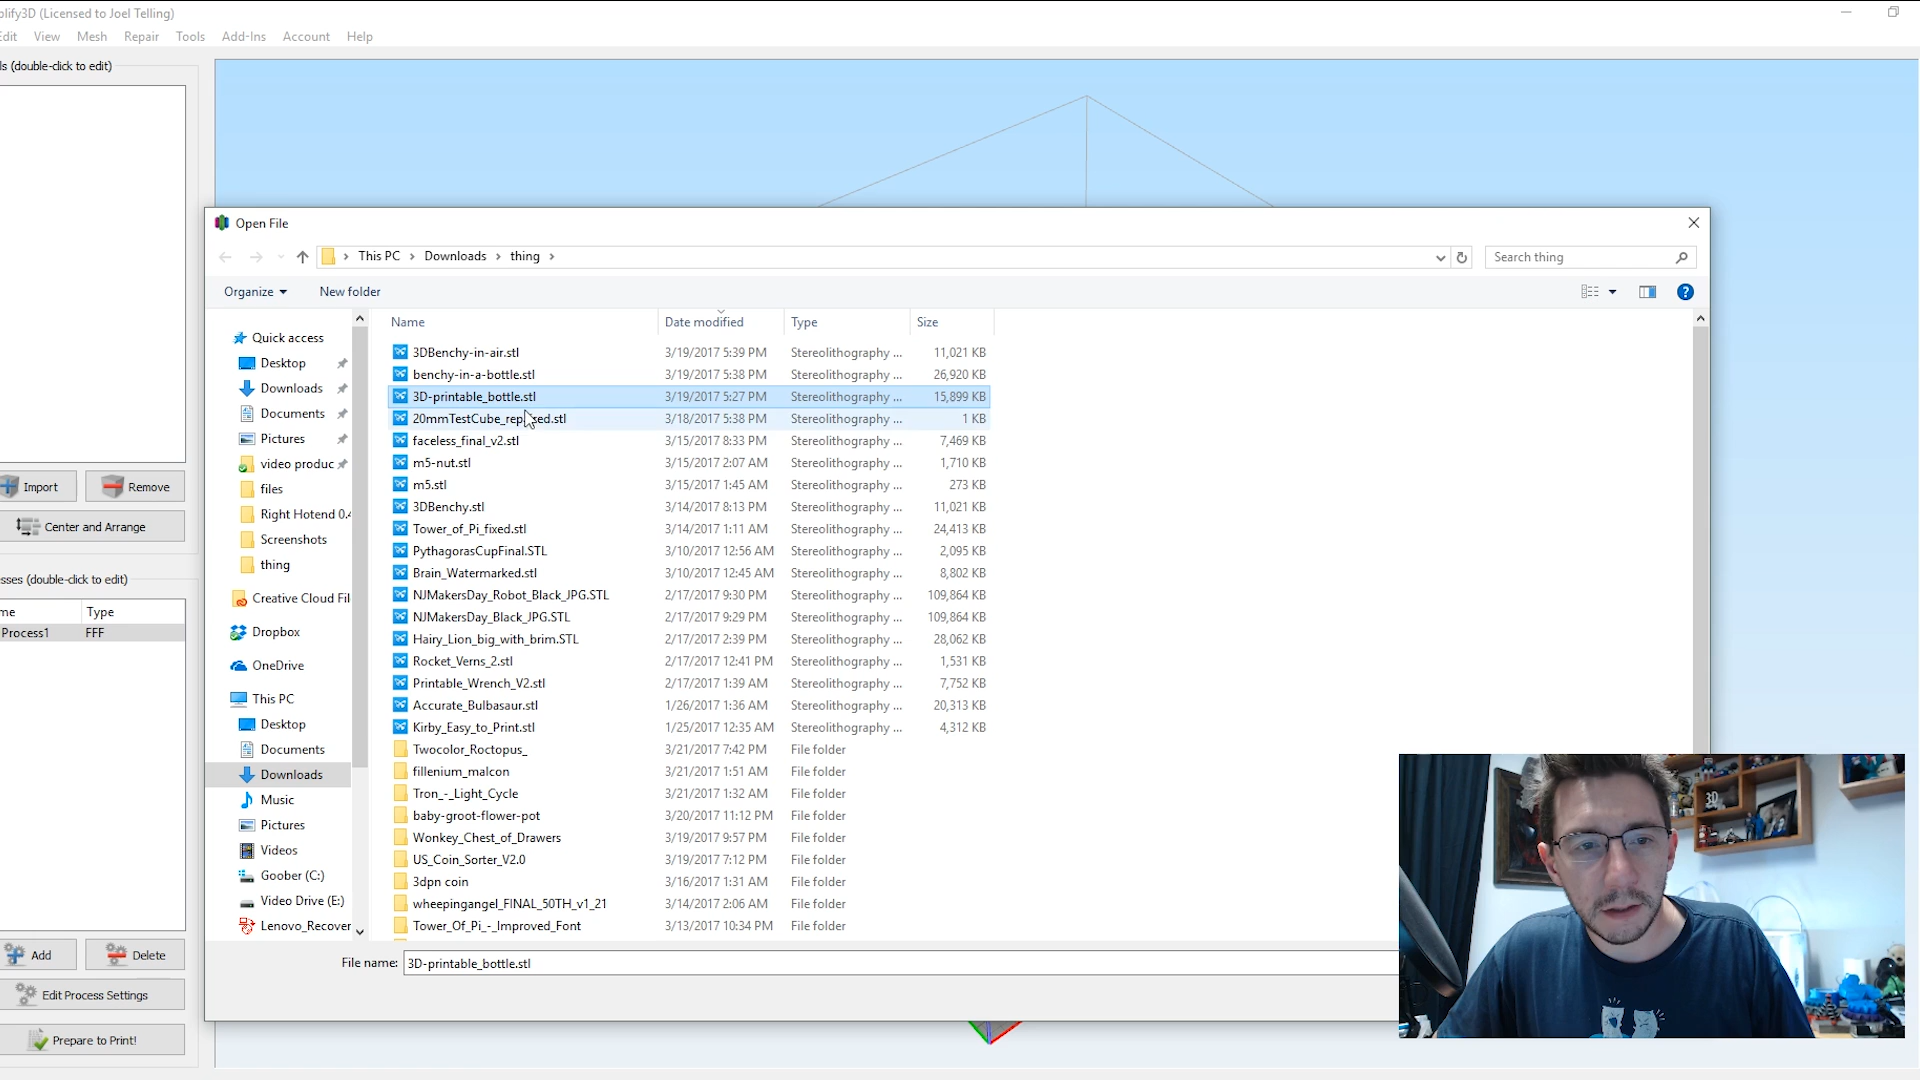 plify3D (Licensed to Joel Telling)
Edit View Mesh Repair Tools Add-Ins Account Help
ls (double-click to edit)
Import Remove
Center and Arrange
sses (double-click to edit)
me Type
Process1 FFF
Add Delete
Edit Process Settings
Prepare to Print!
Open File
This PC > Downloads > thing >
Search thing
Organize New folder
Quick access
Desktop
Downloads
Documents
Pictures
video produc
files
Right Hotend 0.4
Screenshots
thing
Creative Cloud Fil
Dropbox
OneDrive
This PC
Desktop
Documents
Downloads
Music
Pictures
Videos
Goober (C:)
Video Drive (E:)
Lenovo_Recover
Name Date modified Type Size
3DBenchy-in-air.stl 3/19/2017 5:39 PM Stereolithography ... 11,021 KB
benchy-in-a-bottle.stl 3/19/2017 5:38 PM Stereolithography ... 26,920 KB
3D-printable_bottle.stl 3/19/2017 5:27 PM Stereolithography ... 15,899 KB
3/18/2017 5:38 PM Stereolithography ... 1 KB
faceless_final_v2.stl 3/15/2017 8:33 PM Stereolithography ... 7,469 KB
m5-nut.stl 3/15/2017 2:07 AM Stereolithography ... 1,710 KB
m5.stl 3/15/2017 1:45 AM Stereolithography ... 273 KB
3DBenchy.stl 3/14/2017 8:13 PM Stereolithography ... 11,021 KB
Tower_of_Pi_fixed.stl 3/14/2017 1:11 AM Stereolithography ... 24,413 KB
PythagorasCupFinal.STL 3/10/2017 12:56 AM Stereolithography ... 2,095 KB
Brain_Watermarked.stl 3/10/2017 12:45 AM Stereolithography ... 8,802 KB
NJMakersDay_Robot_Black_JPG.STL 2/17/2017 9:30 PM Stereolithography ... 109,864 KB
NJMakersDay_Black_JPG.STL 2/17/2017 9:29 PM Stereolithography ... 109,864 KB
Hairy_Lion_big_with_brim.STL 2/17/2017 2:39 PM Stereolithography ... 28,062 KB
Rocket_Verns_2.stl 2/17/2017 12:41 PM Stereolithography ... 1,531 KB
Printable_Wrench_V2.stl 2/17/2017 1:39 AM Stereolithography ... 7,752 KB
Accurate_Bulbasaur.stl 1/26/2017 1:36 AM Stereolithography ... 20,313 KB
Kirby_Easy_to_Print.stl 1/25/2017 12:35 AM Stereolithography ... 4,312 KB
Twocolor_Roctopus_ 3/21/2017 7:42 PM File folder
fillenium_malcon 3/21/2017 1:51 AM File folder
Tron_-_Light_Cycle 3/21/2017 1:32 AM File folder
baby-groot-flower-pot 3/20/2017 11:12 PM File folder
Wonkey_Chest_of_Drawers 3/19/2017 9:57 PM File folder
US_Coin_Sorter_V2.0 3/19/2017 7:12 PM File folder
3dpn coin 3/16/2017 1:31 AM File folder
wheepingangel_FINAL_50TH_v1_21 3/14/2017 2:06 AM File folder
Tower_Of_Pi_-_Improved_Font 3/13/2017 10:34 PM File folder
File name: 3D-printable_bottle.stl
3D